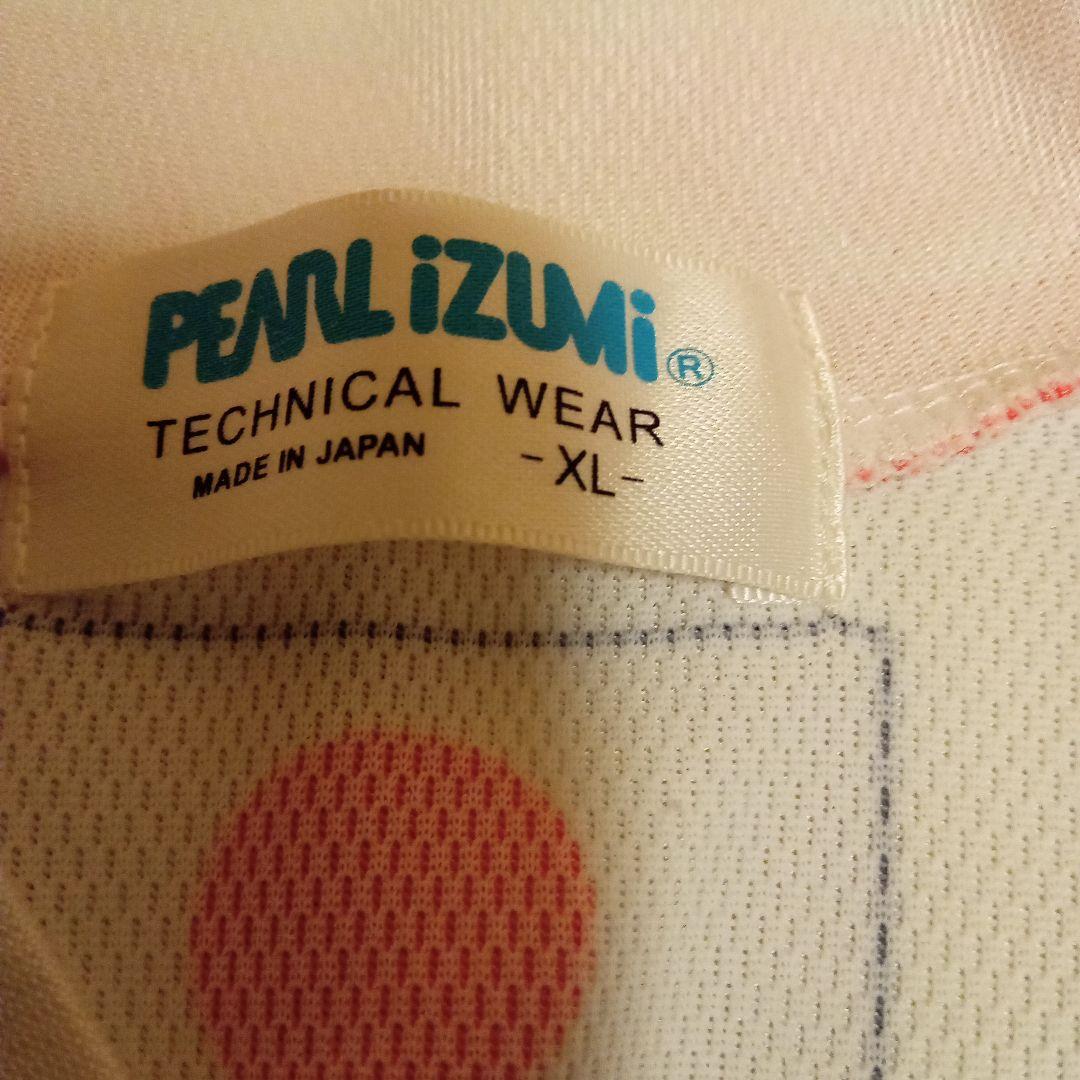 PEARL iZUMi®
TECHNICAL WEAR
MADE IN JAPAN -XL-